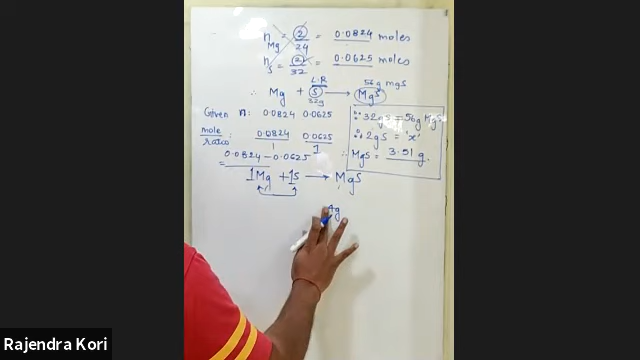 n Mg = 2/24 = 0.0824 moles
n S = 2/32 = 0.0625 moles
L.R 56g mgS
∴ Mg + S → MgS
32g
Given n: 0.0824 0.0625
mole ratio: 0.0824/1 0.0625/1
= 0.0824 - 0.0625
1Mg + 1S → MgS
∵ 32gS = 56g MgS
∴ 2gS = 'x'
∴ MgS = 3.51 g.
Rajendra Kori